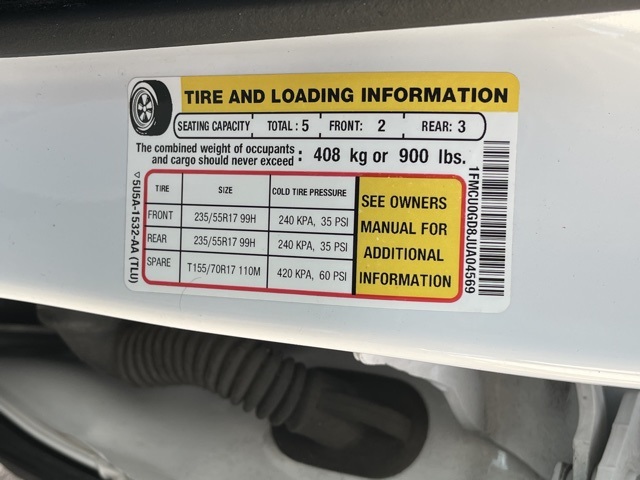 TIRE AND LOADING INFORMATION
SEATING CAPACITY TOTAL : 5 FRONT: 2 REAR: 3
The combined weight of occupants
and cargo should never exceed : 408 kg or 900 lbs.
TIRE SIZE COLD TIRE PRESSURE
FRONT 235/55R17 99H 240 KPA, 35 PSI
REAR 235/55R17 99H 240 KPA, 35 PSI
SPARE T155/70R17 110M 420 KPA, 60 PSI
SEE OWNERS
MANUAL FOR
ADDITIONAL
INFORMATION
▽5U5A-1532-AA (TLU)
1FMCU0GD8JUA04569